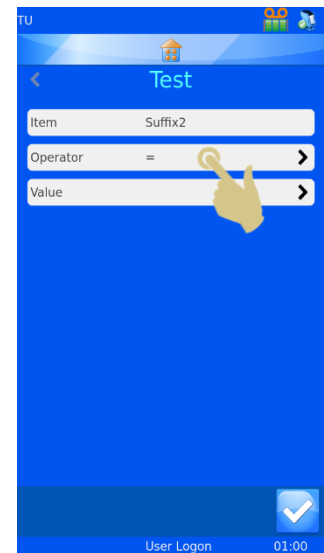 TU
Test
Item Suffix2
Operator =
Value
User Logon 01:00